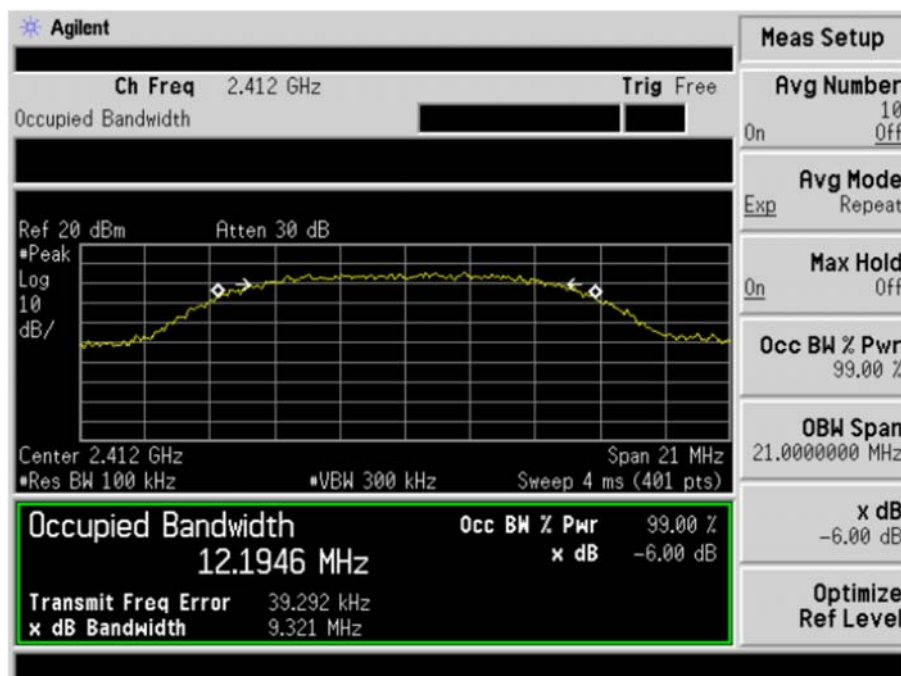 Agilent
Meas Setup
Ch Freq 2.412 GHz Trig Free
Occupied Bandwidth
Avg Number
10
On Off
Avg Mode
Exp Repeat
Max Hold
On Off
Occ BW % Pwr
99.00 %
OBW Span
21.0000000 MHz
x dB
-6.00 dB
Optimize
Ref Level
Ref 20 dBm Atten 30 dB
#Peak
Log
10
dB/
Center 2.412 GHz Span 21 MHz
#Res BW 100 kHz #VBW 300 kHz Sweep 4 ms (401 pts)
Occupied Bandwidth
12.1946 MHz
Occ BW % Pwr 99.00 %
x dB -6.00 dB
Transmit Freq Error 39.292 kHz
x dB Bandwidth 9.321 MHz